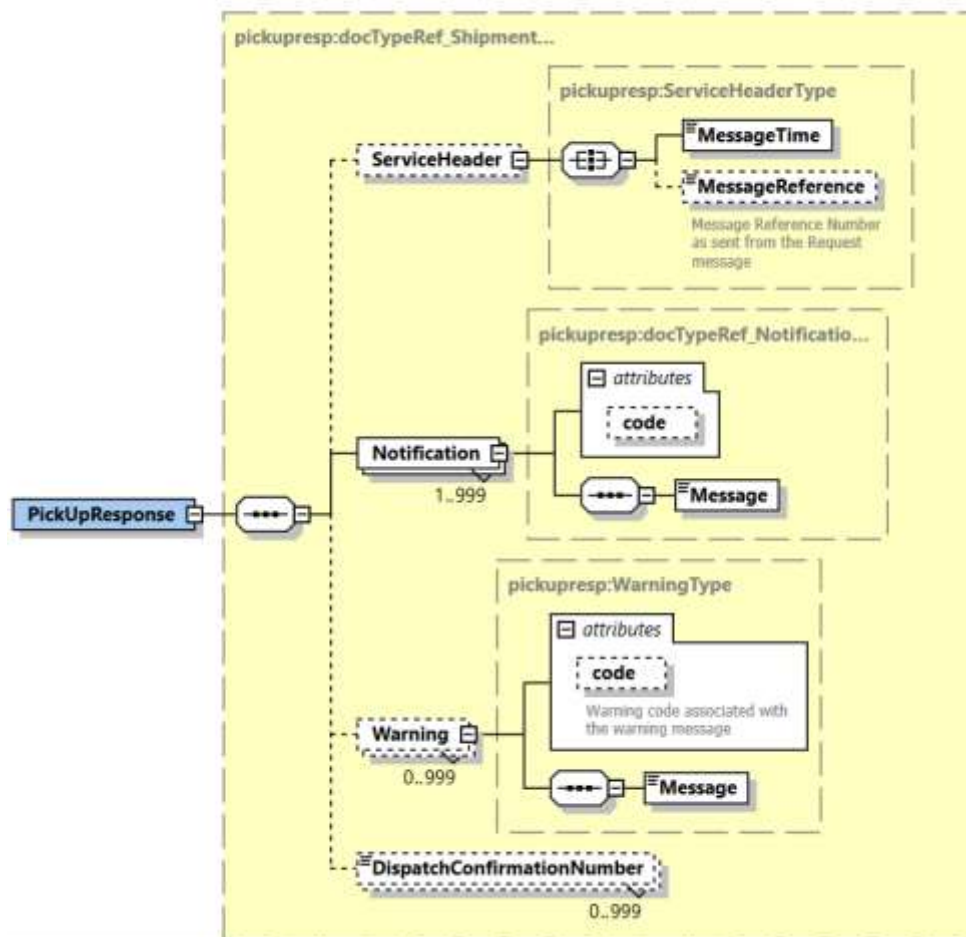 pickupresp:docTypeRef_Shipment...
pickupresp:ServiceHeaderType
ServiceHeader
MessageTime
MessageReference
Message Reference Number
as sent from the Request
message
pickupresp:docTypeRef_Notificatio...
attributes
code
Notification
1..999
Message
PickUpResponse
pickupresp:WarningType
attributes
code
Warning code associated with
the warning message
Warning
0..999
Message
DispatchConfirmationNumber
0..999